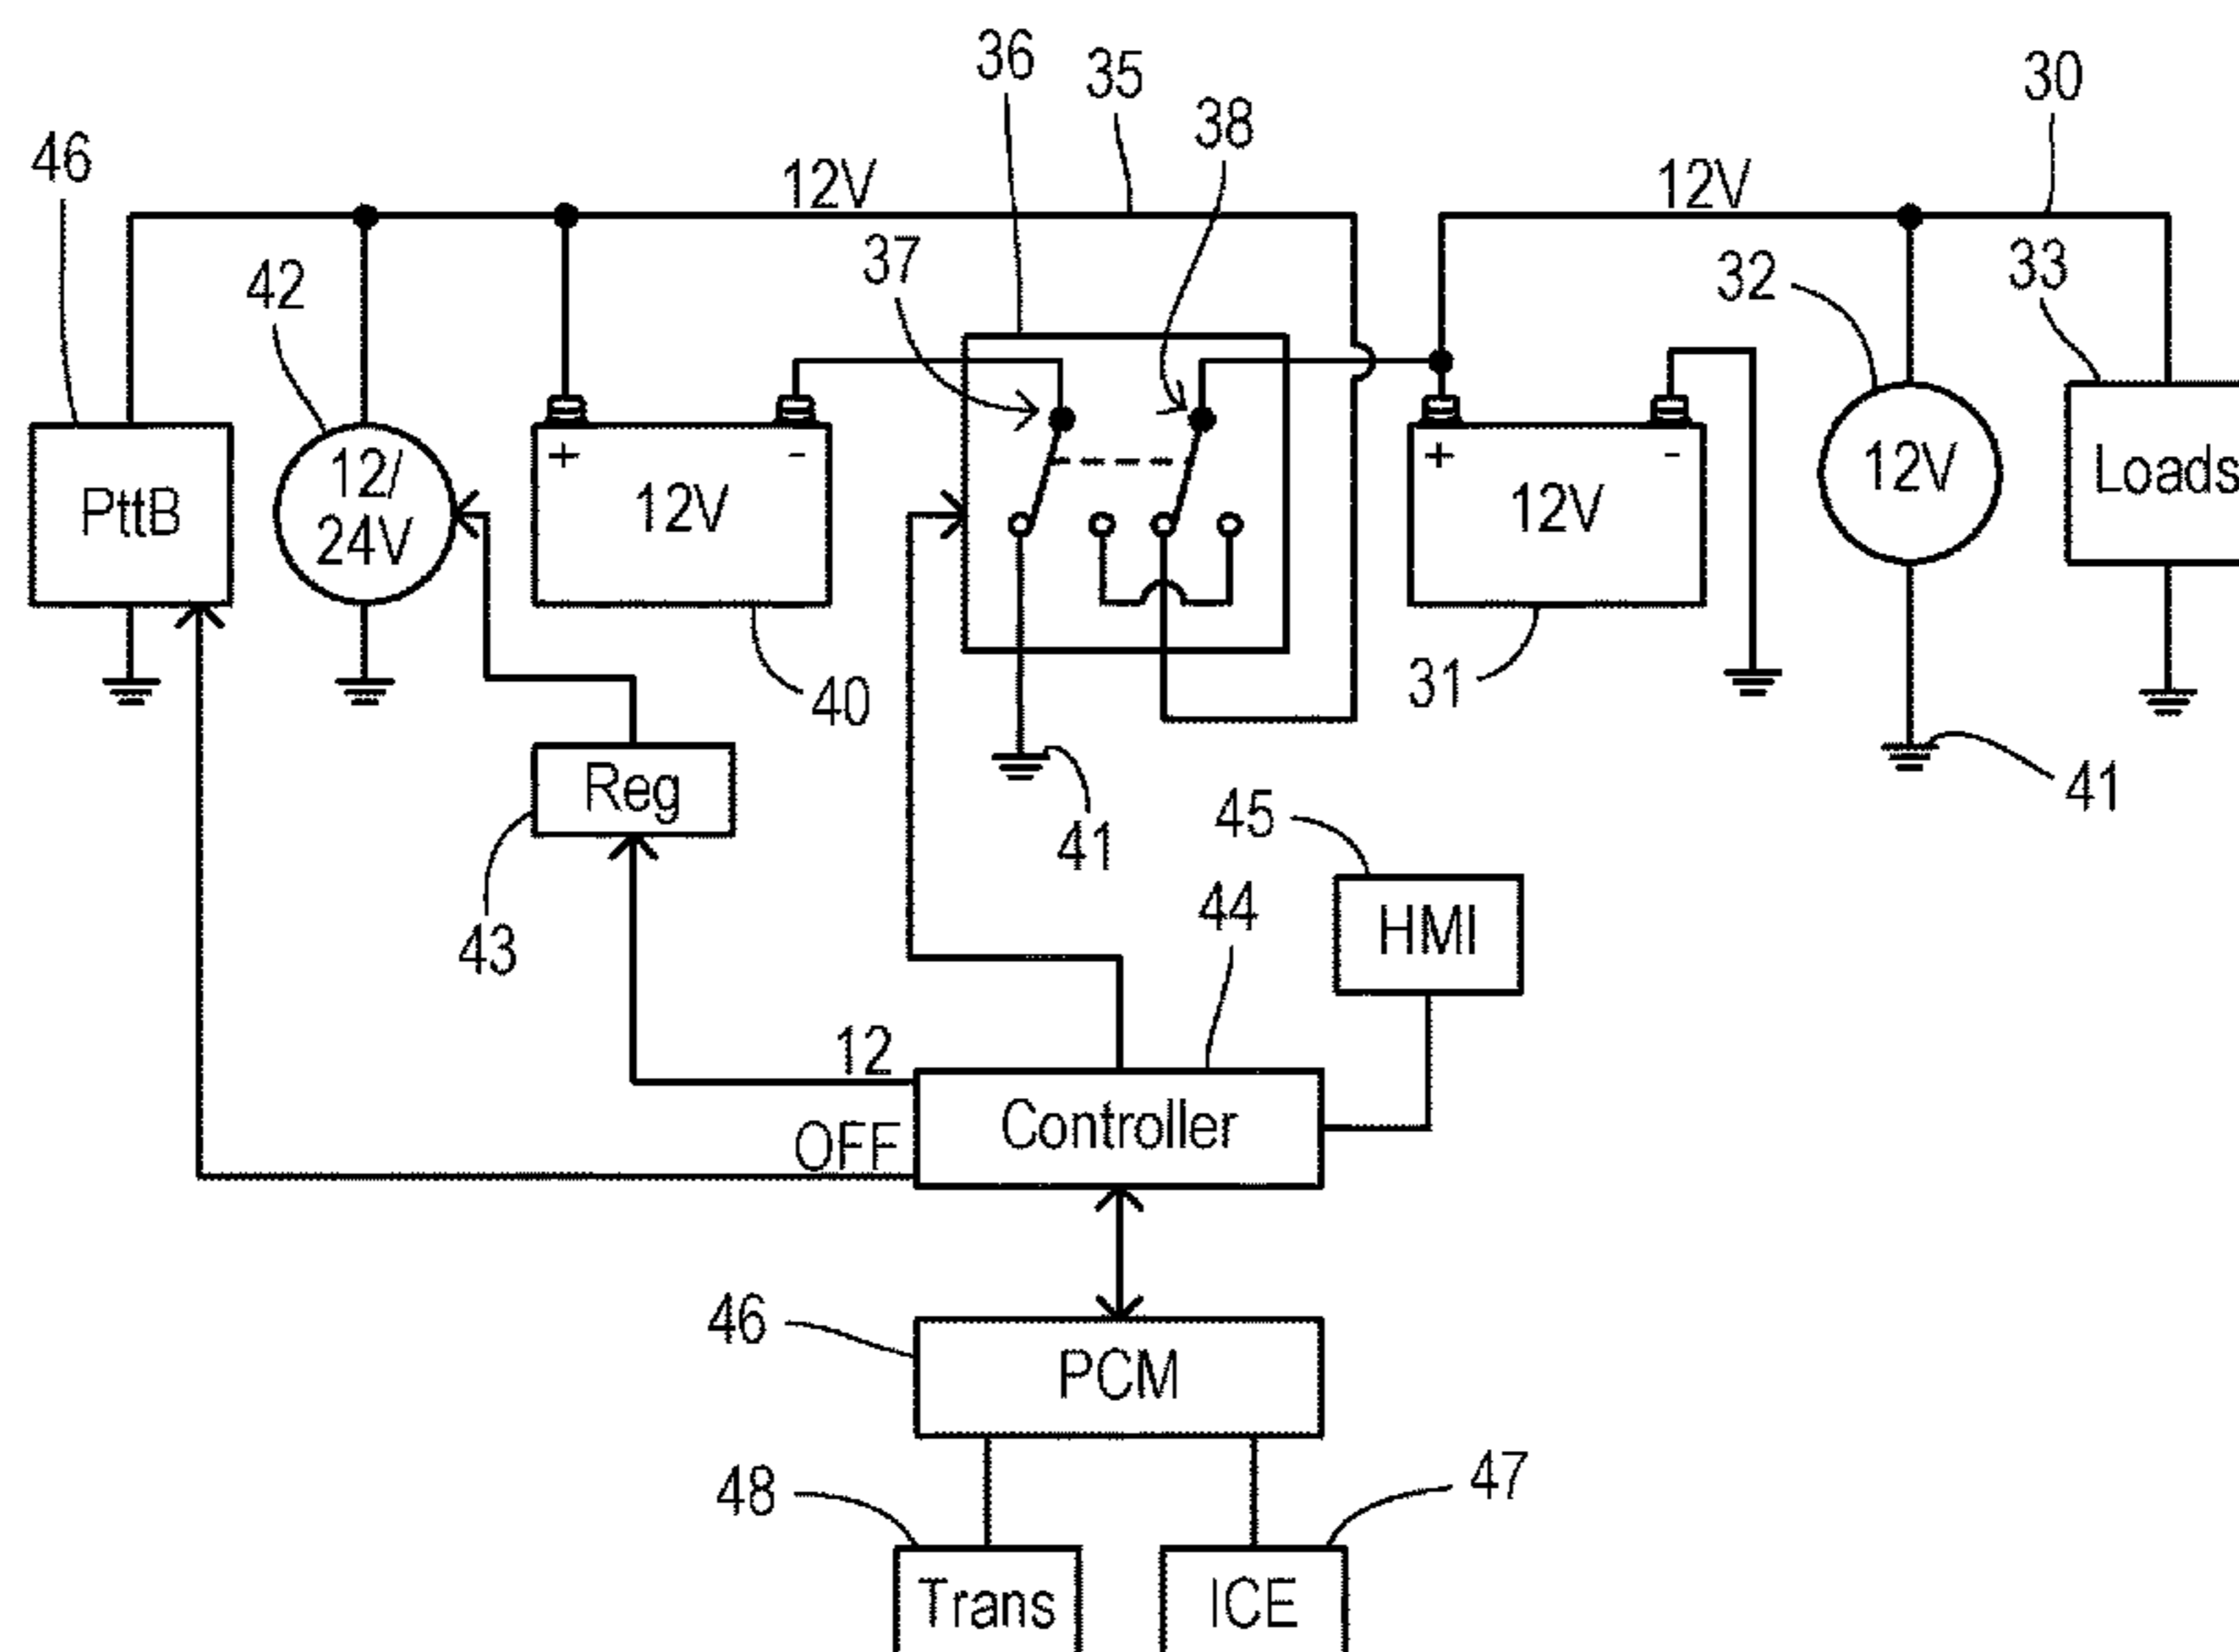 36
35
30
38
46
12V
12V
37
33
42
32
12/
24V
PttB
+
-
12V
+
-
12V
12V
Loads
40
31
Reg
41
41
45
43
44
HMI
12
OFF
Controller
46
PCM
48
47
Trans
ICE